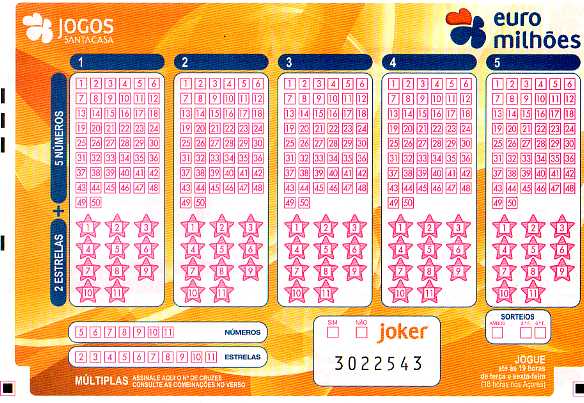 JOGOS
SANTACASA
euro
milhões
1
2
3
4
5
5 NÚMEROS
+
2 ESTRELAS
1 2 3 4 5 6
7 8 9 10 11 12
13 14 15 16 17 18
19 20 21 22 23 24
25 26 27 28 29 30
31 32 33 34 35 36
37 38 39 40 41 42
43 44 45 46 47 48
49 50
1 2 3
4 5 6
7 8 9
10 11
1 2 3 4 5 6
7 8 9 10 11 12
13 14 15 16 17 18
19 20 21 22 23 24
25 26 27 28 29 30
31 32 33 34 35 36
37 38 39 40 41 42
43 44 45 46 47 48
49 50
1 2 3
4 5 6
7 8 9
10 11
1 2 3 4 5 6
7 8 9 10 11 12
13 14 15 16 17 18
19 20 21 22 23 24
25 26 27 28 29 30
31 32 33 34 35 36
37 38 39 40 41 42
43 44 45 46 47 48
49 50
1 2 3
4 5 6
7 8 9
10 11
1 2 3 4 5 6
7 8 9 10 11 12
13 14 15 16 17 18
19 20 21 22 23 24
25 26 27 28 29 30
31 32 33 34 35 36
37 38 39 40 41 42
43 44 45 46 47 48
49 50
1 2 3
4 5 6
7 8 9
10 11
1 2 3 4 5 6
7 8 9 10 11 12
13 14 15 16 17 18
19 20 21 22 23 24
25 26 27 28 29 30
31 32 33 34 35 36
37 38 39 40 41 42
43 44 45 46 47 48
49 50
1 2 3
4 5 6
7 8 9
10 11
5 6 7 8 9 10 11 NÚMEROS
2 3 4 5 6 7 8 9 10 11 ESTRELAS
MÚLTIPLAS ASSINALE AQUI O Nº DE CRUZES
CONSULTE AS COMBINAÇÕES NO VERSO
SIM NÃO joker
3022543
SORTEIOS
JOGUE
até às 19 horas
de terça e sexta-feira
(18 horas nos Açores)